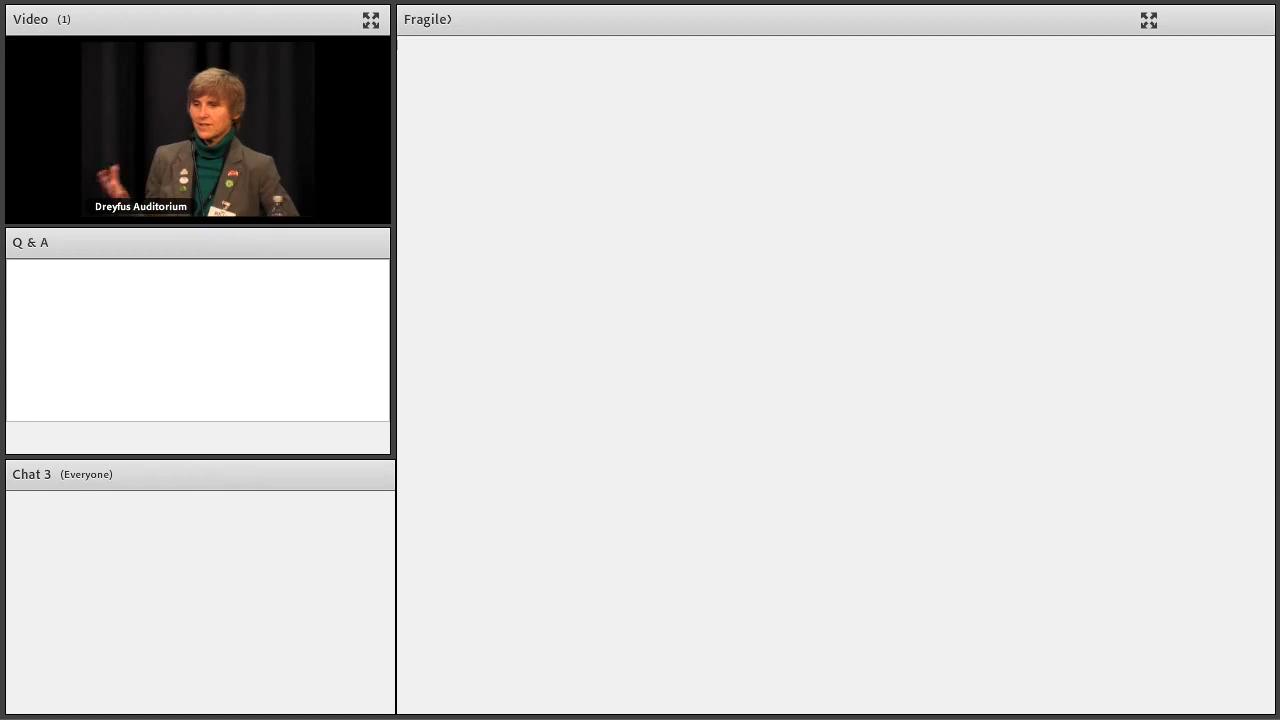 Video (1)
Fragile>
Dreyfus Auditorium
Q & A
Chat 3 (Everyone)